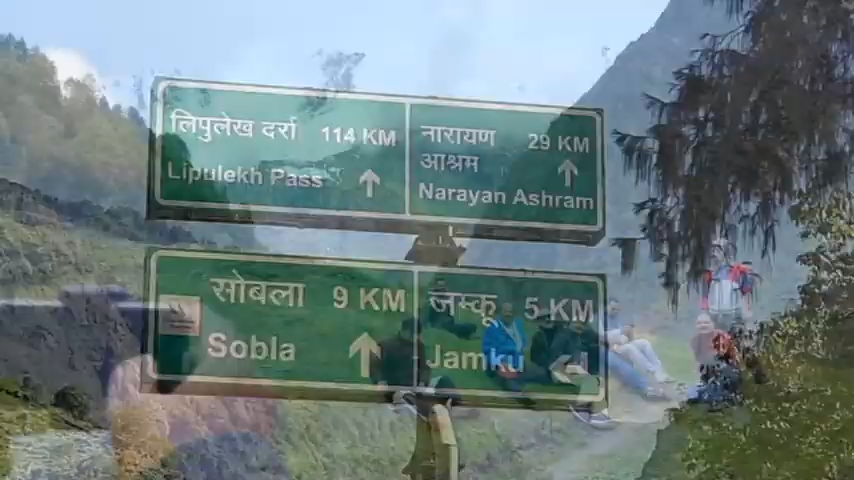 लिपुलेख दर्रा 114 KM
Lipulekh Pass
नारायण 29 KM
आश्रम
Narayan Ashram
सोबला 9 KM
Sobla
जम्कू 5 KM
Jamku